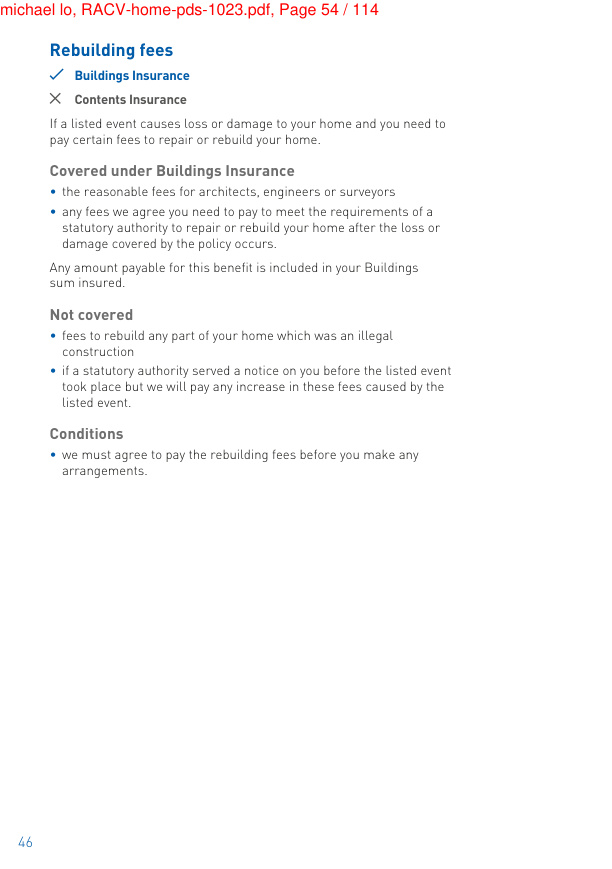 michael lo, RACV-home-pds-1023.pdf, Page 54 / 114
Rebuilding fees
Buildings Insurance
Contents Insurance
If a listed event causes loss or damage to your home and you need to
pay certain fees to repair or rebuild your home.
Covered under Buildings Insurance
• the reasonable fees for architects, engineers or surveyors
• any fees we agree you need to pay to meet the requirements of a
statutory authority to repair or rebuild your home after the loss or
damage covered by the policy occurs.
Any amount payable for this benefit is included in your Buildings
sum insured.
Not covered
• fees to rebuild any part of your home which was an illegal
construction
• if a statutory authority served a notice on you before the listed event
took place but we will pay any increase in these fees caused by the
listed event.
Conditions
• we must agree to pay the rebuilding fees before you make any
arrangements.
46